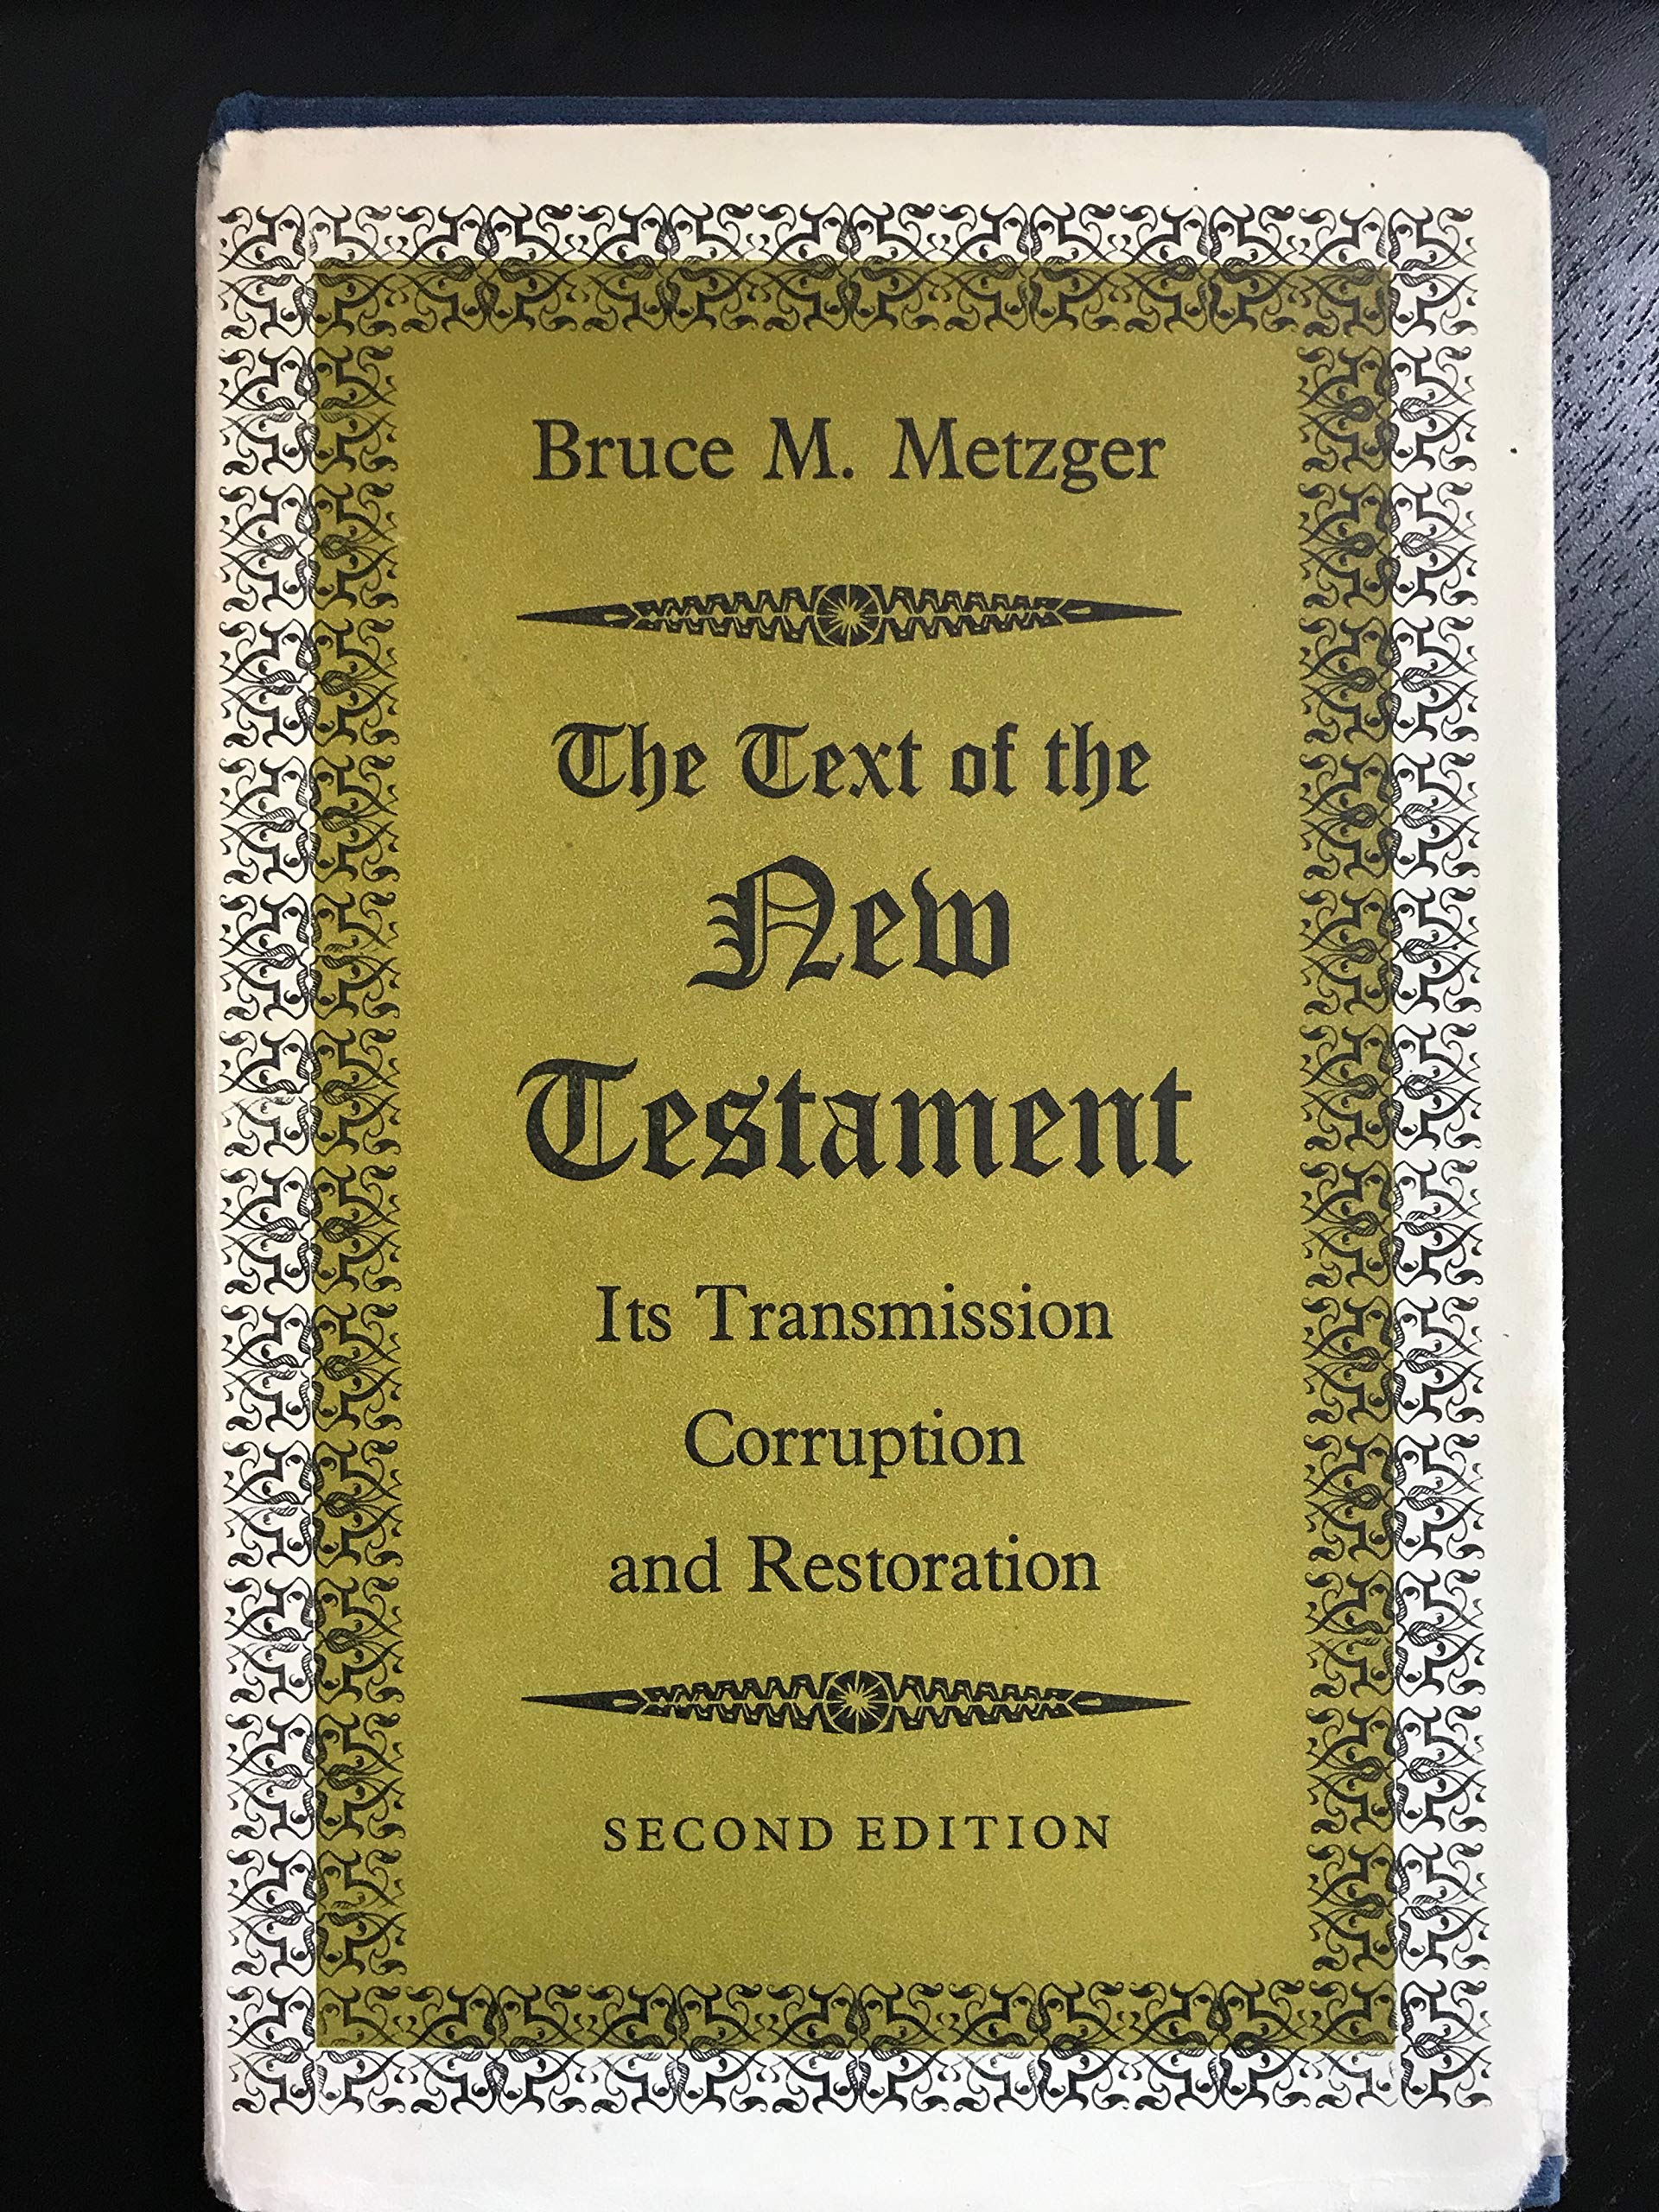 Bruce M. Metzger
The Text of the
New
Testament
Its Transmission
Corruption
and Restoration
SECOND EDITION